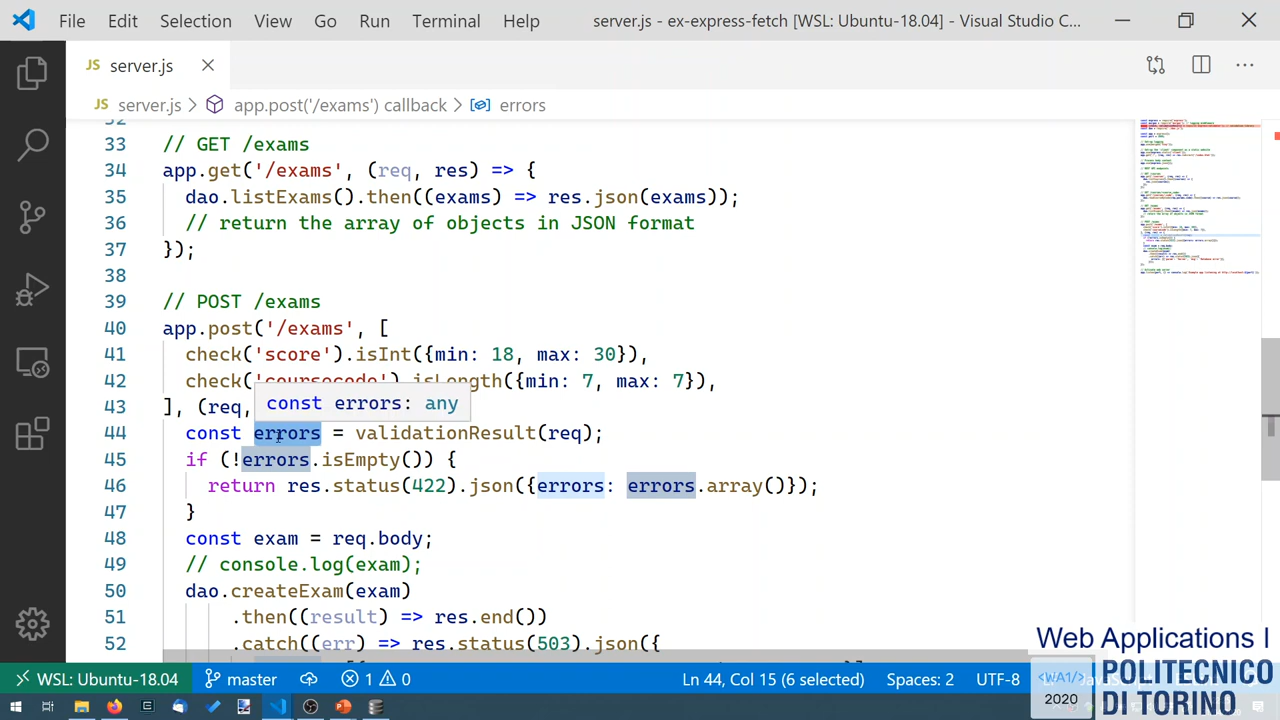 File Edit Selection View Go Run Terminal Help server.js - ex-express-fetch [WSL: Ubuntu-18.04] - Visual Studio C...
JS server.js
JS server.js > app.post('/exams') callback > errors
33 // GET /exams
34 app.get('/exams', (req, res) => {
35 dao.listExams().then((exams) => res.json(exams));
36 // return the array of objects in JSON format
37 });
38
39 // POST /exams
40 app.post('/exams', [
41 check('score').isInt({min: 18, max: 30}),
42 check('coursecode').isLength({min: 7, max: 7}),
const errors: any
43 ], (req,
44 const errors = validationResult(req);
45 if (!errors.isEmpty()) {
46 return res.status(422).json({errors: errors.array()});
47 }
48 const exam = req.body;
49 // console.log(exam);
50 dao.createExam(exam)
51 .then((result) => res.end())
52 .catch((err) => res.status(503).json({
Web Applications I
WSL: Ubuntu-18.04 master 1 0 Ln 44, Col 15 (6 selected) Spaces: 2 UTF-8
<WA1/>
2020
POLITECNICO
DI TORINO